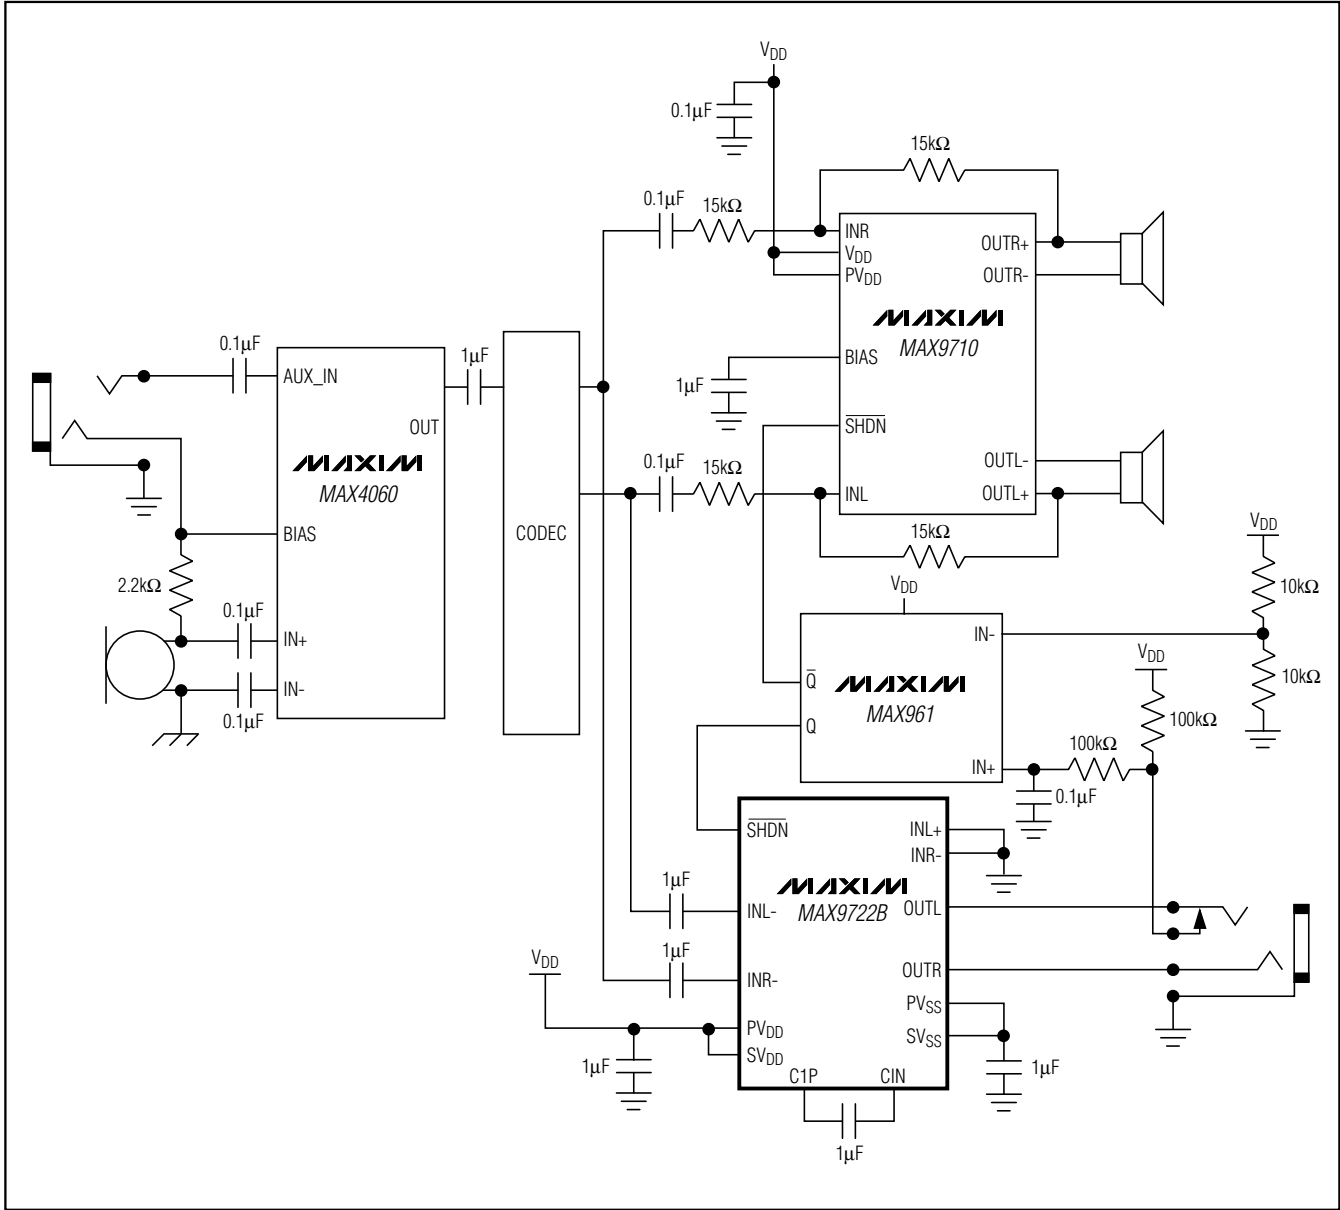 VDD
0.1µF
15kΩ
0.1µF
15kΩ
INR
VDD
PVDD
OUTR+
OUTR-
MAXIM
MAX9710
BIAS
1µF
SHDN
OUTL-
OUTL+
INL
0.1µF
15kΩ
15kΩ
0.1µF
AUX_IN
OUT
MAXIM
MAX4060
BIAS
2.2kΩ
0.1µF
IN+
IN-
0.1µF
1µF
CODEC
VDD
10kΩ
10kΩ
VDD
IN-
Q
MAXIM
MAX961
Q
IN+
VDD
100kΩ
100kΩ
0.1µF
SHDN
INL+
INR-
MAXIM
MAX9722B
1µF
INL-
OUTL
1µF
INR-
OUTR
VDD
PVDD
SVDD
PVSS
SVSS
1µF
1µF
C1P
CIN
1µF